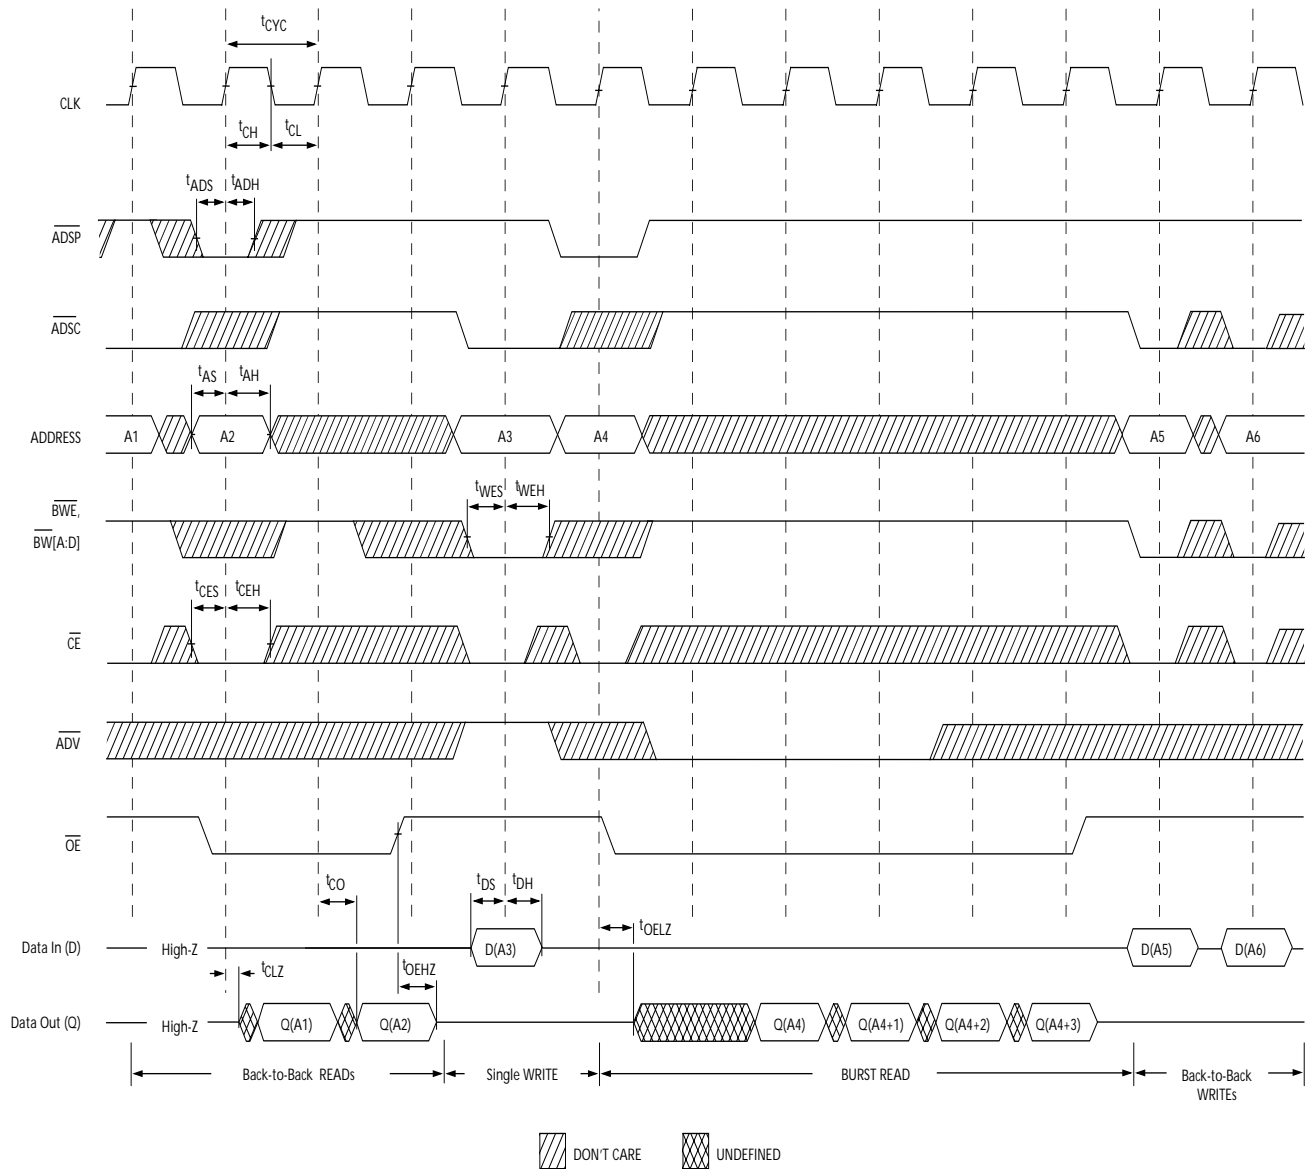 tCYC
CLK
tCH tCL
tADS tADH
ADSP
ADSC
tAS tAH
ADDRESS A1 A2 A3 A4 A5 A6
tWES tWEH
BWE,
BW[A:D]
tCES tCEH
CE
ADV
OE
tCO tDS tDH
tOELZ
Data In (D) High-Z D(A3) D(A5) D(A6)
tCLZ tOEHZ
Data Out (Q) High-Z Q(A1) Q(A2) Q(A4) Q(A4+1) Q(A4+2) Q(A4+3)
Back-to-Back READs Single WRITE BURST READ Back-to-Back
WRITEs
DON'T CARE UNDEFINED